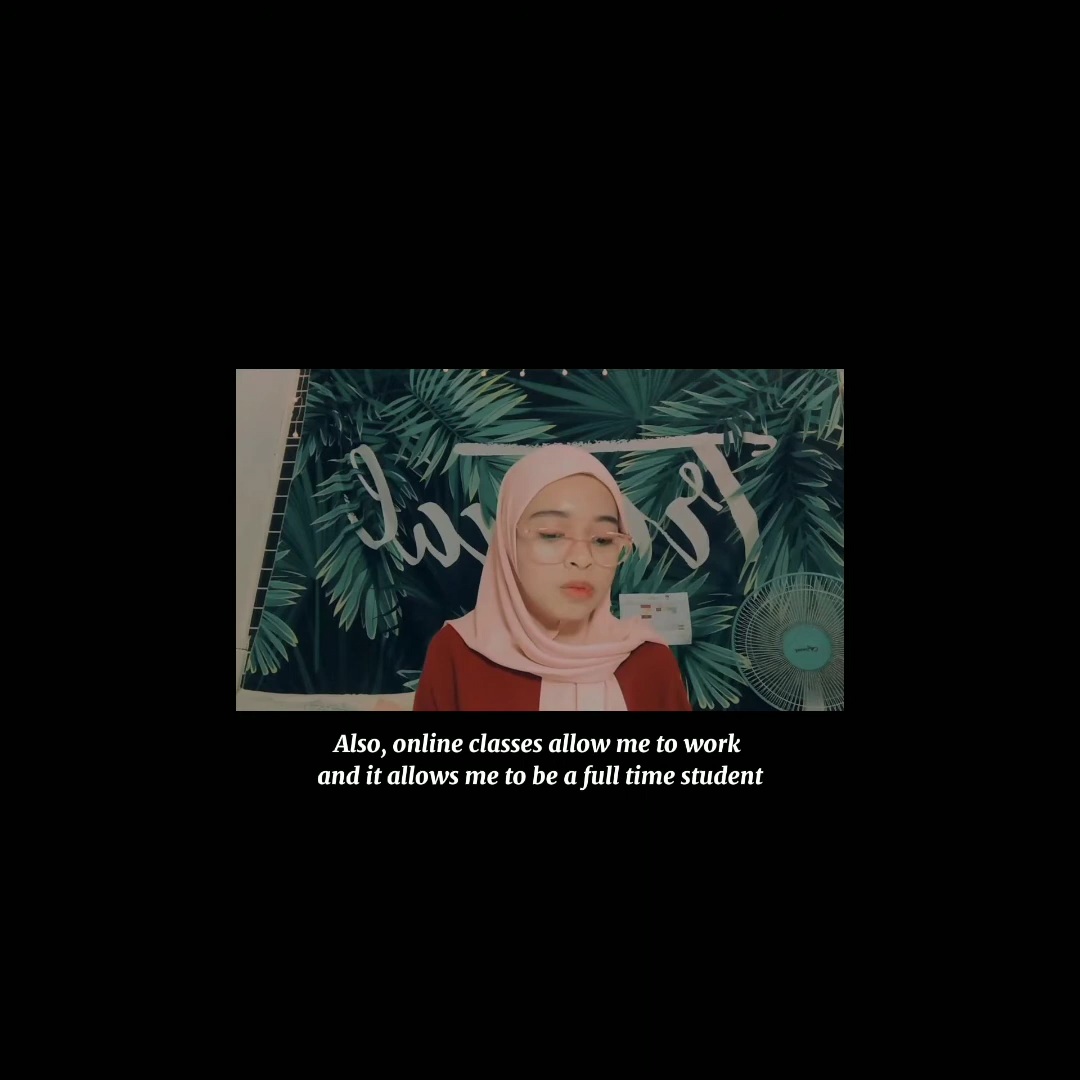 Also, online classes allow me to work
and it allows me to be a full time student